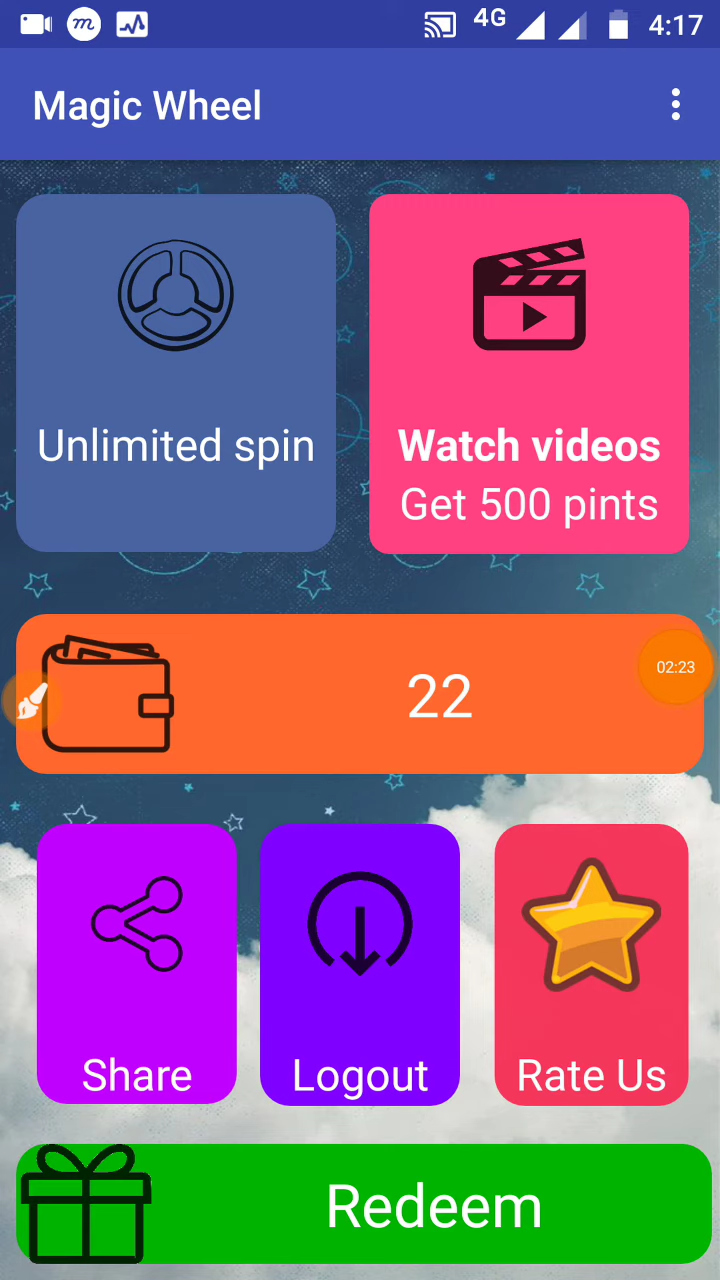 m 4G 4:17
Magic Wheel
Unlimited spin
Watch videos
Get 500 pints
22
02:23
Share
Logout
Rate Us
Redeem